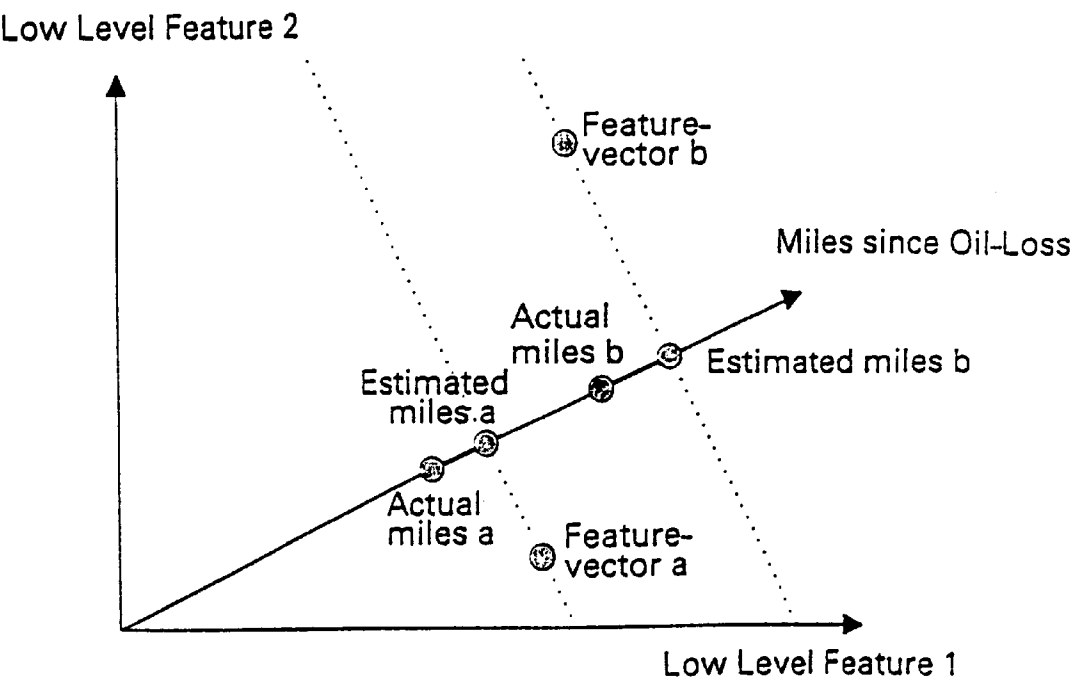 Low Level Feature 2
Feature-
vector b
Miles since Oil-Loss
Actual
miles b
Estimated miles b
Estimated
miles a
Actual
miles a
Feature-
vector a
Low Level Feature 1